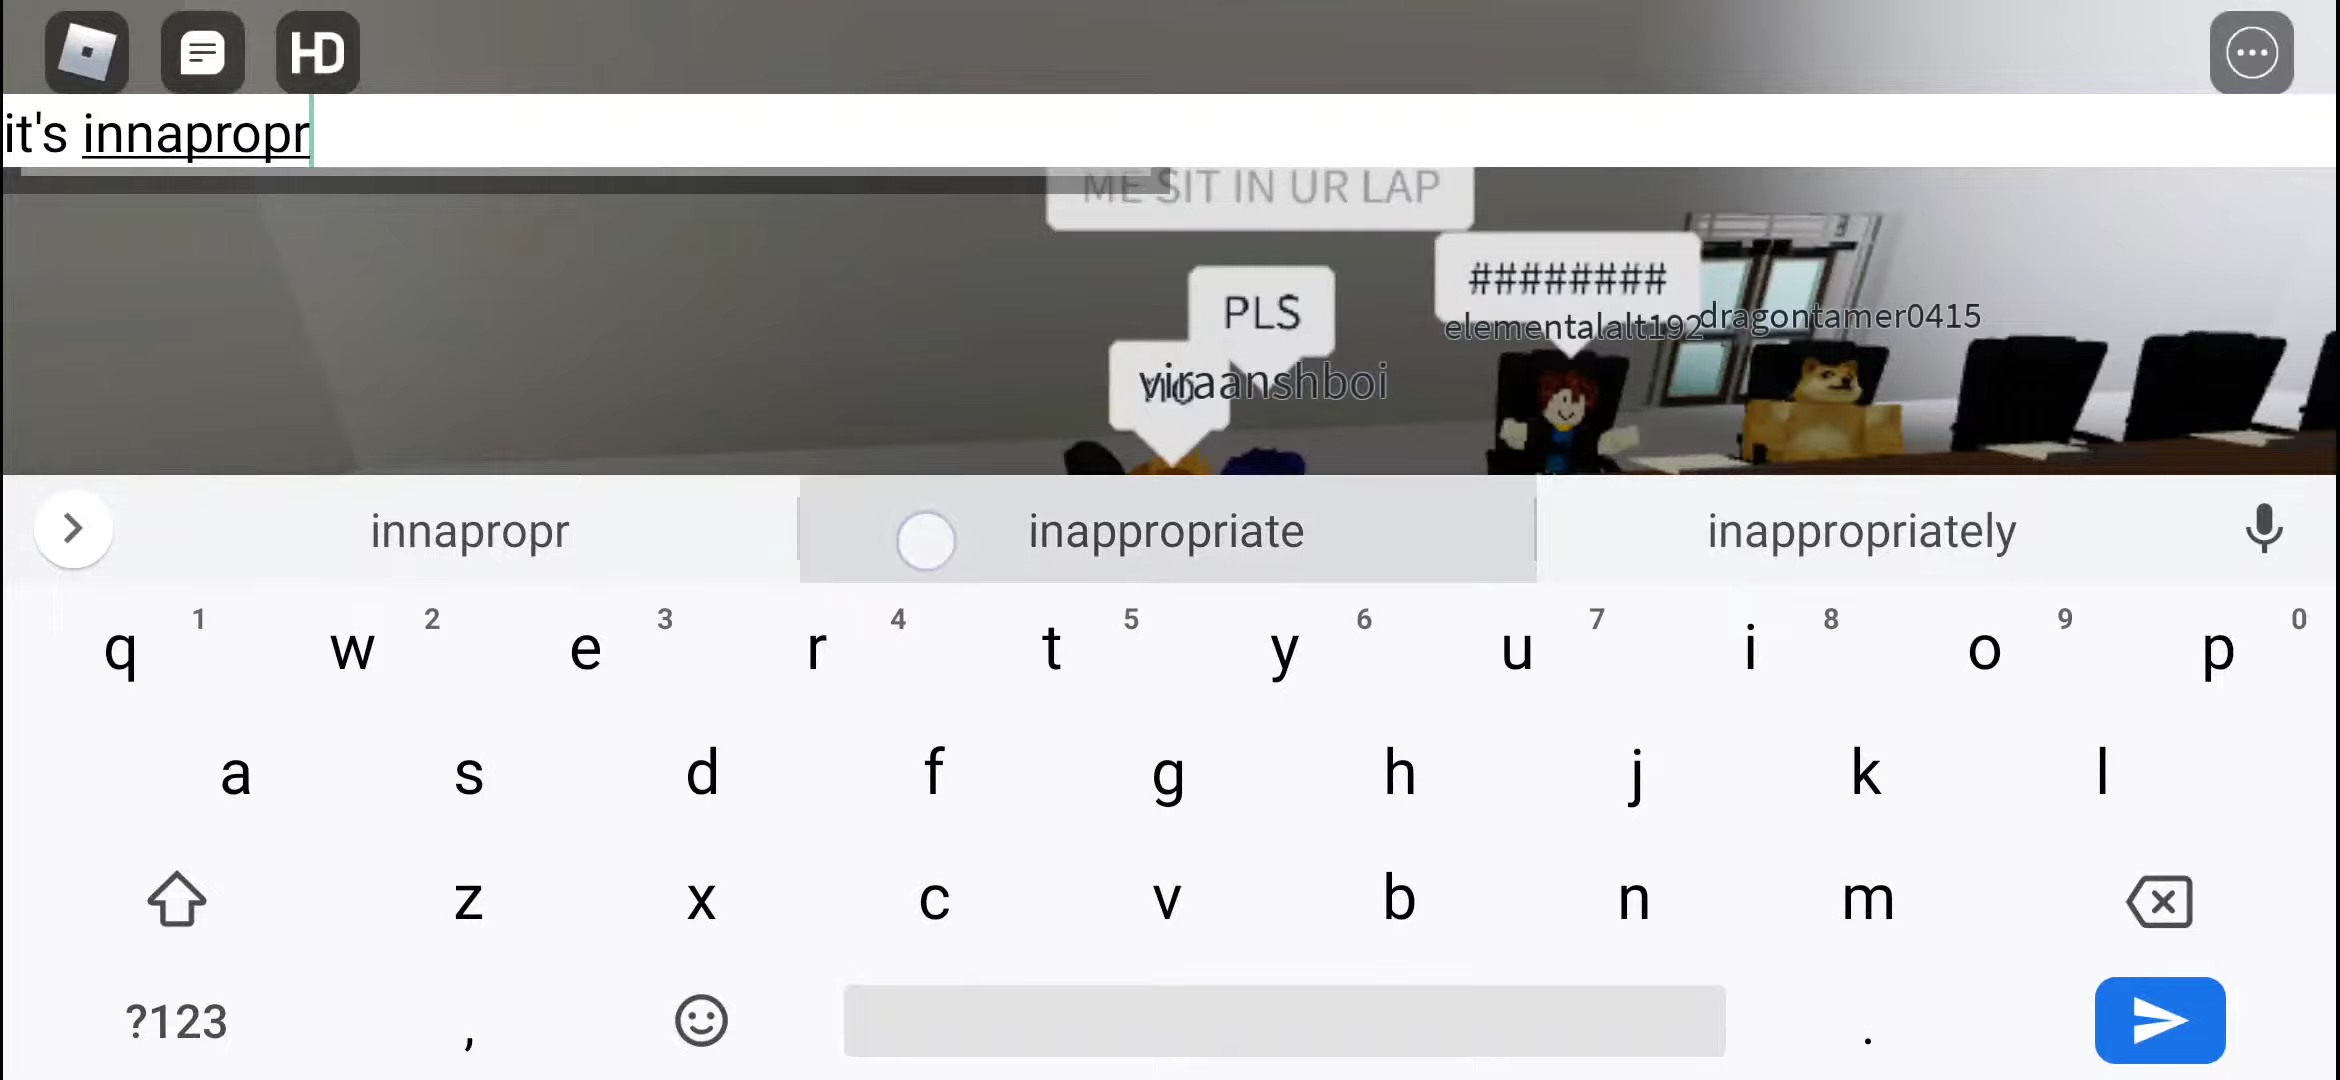 HD
it's innapropr
ME SIT IN UR LAP
########
PLS
elementalalt192
dragontamer0415
viraanshboi
no
innapropr
inappropriate
inappropriately
q 1 w 2 e 3 r 4 t 5 y 6 u 7 i 8 o 9 p 0
a s d f g h j k l
z x c v b n m
?123 , .